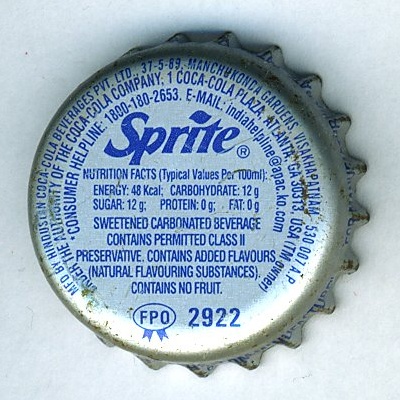 MFD BY HINDUSTAN COCA-COLA BEVERAGES PVT. LTD., 37-5-89, MANCHUKONDA GARDENS, VISAKHAPATNAM - 530 007 A.P.
UNDER THE AUTHORITY OF THE COCA-COLA COMPANY, 1 COCA-COLA PLAZA, ATLANTA, GA 30313, USA (TM owner)
*CONSUMER HELPLINE: 1800-180-2653. E-MAIL: indiahelpline@apac.ko.com
Sprite®
NUTRITION FACTS (Typical Values Per 100ml):
ENERGY: 48 Kcal; CARBOHYDRATE: 12 g
SUGAR: 12 g; PROTEIN: 0 g; FAT: 0 g
SWEETENED CARBONATED BEVERAGE
CONTAINS PERMITTED CLASS II
PRESERVATIVE. CONTAINS ADDED FLAVOURS
(NATURAL FLAVOURING SUBSTANCES).
CONTAINS NO FRUIT.
FPO 2922